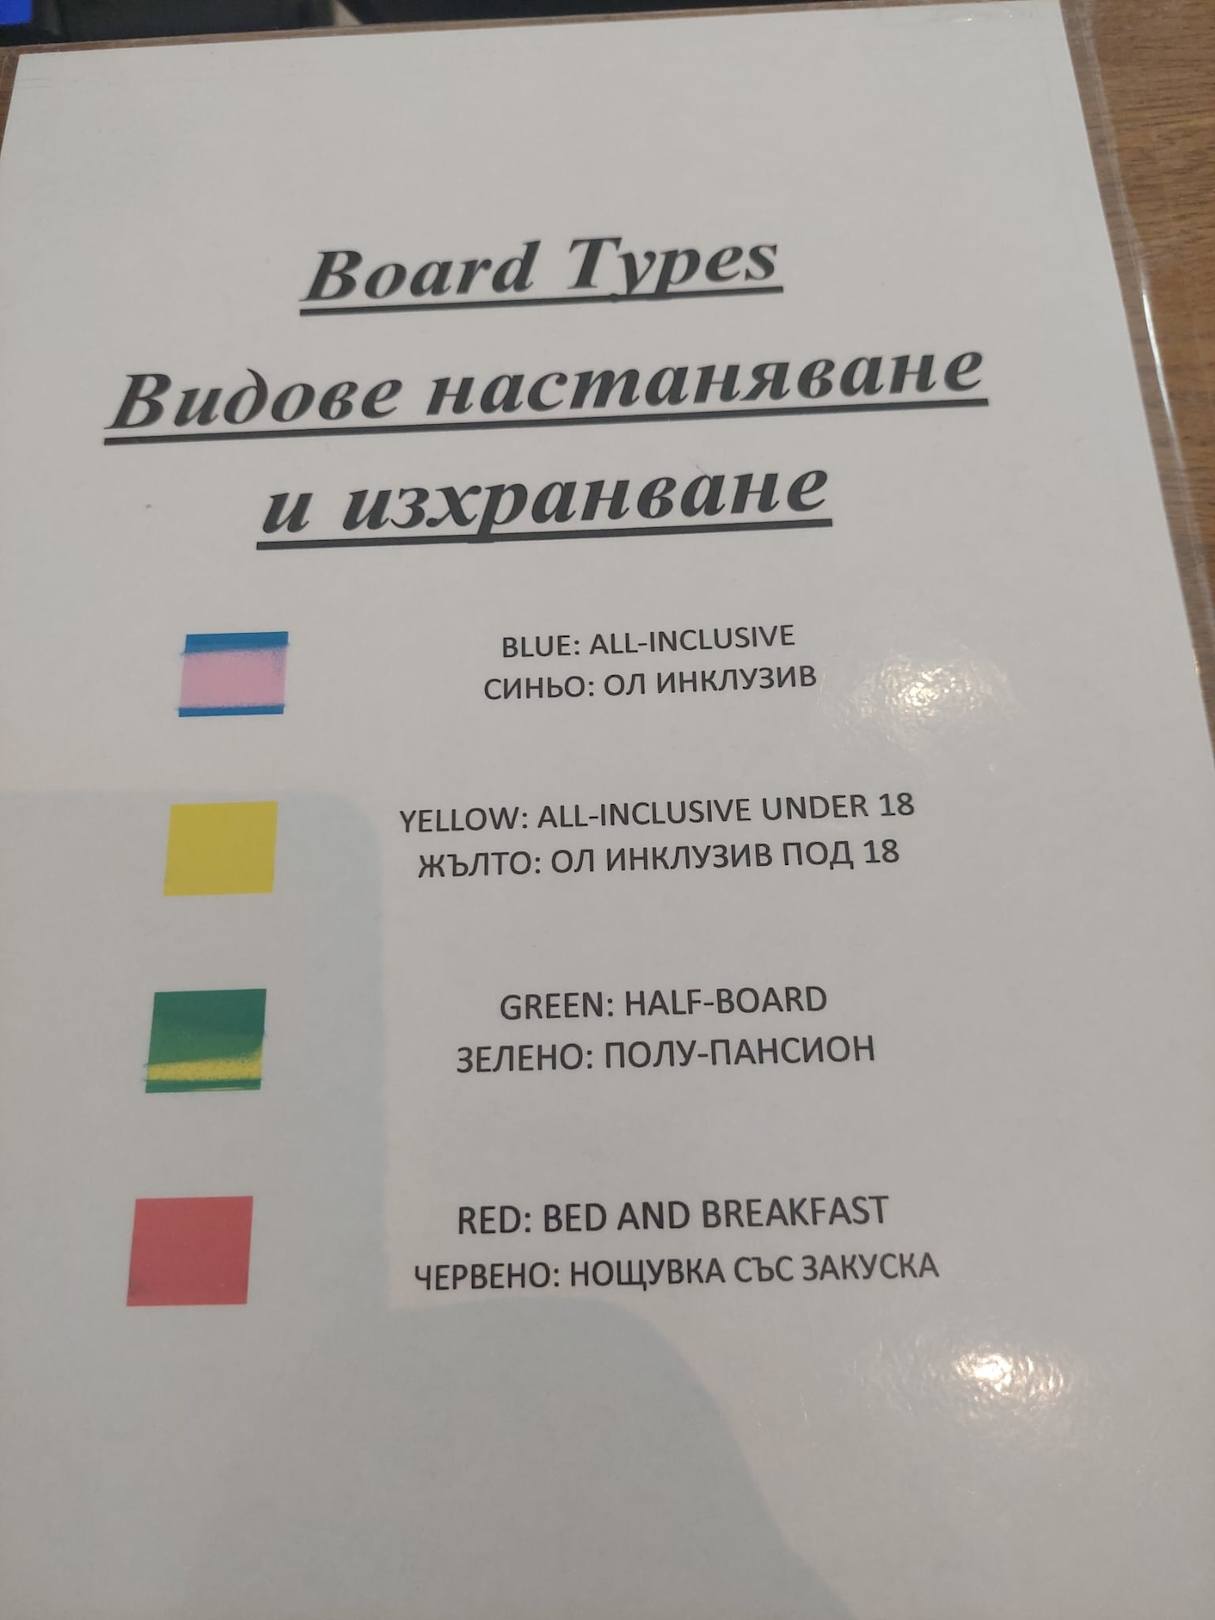 Board Types
Видове настаняване
и изхранване
BLUE: ALL-INCLUSIVE
СИНЬО: ОЛ ИНКЛУЗИВ
YELLOW: ALL-INCLUSIVE UNDER 18
ЖЪЛТО: ОЛ ИНКЛУЗИВ ПОД 18
GREEN: HALF-BOARD
ЗЕЛЕНО: ПОЛУ-ПАНСИОН
RED: BED AND BREAKFAST
ЧЕРВЕНО: НОЩУВКА СЪС ЗАКУСКА